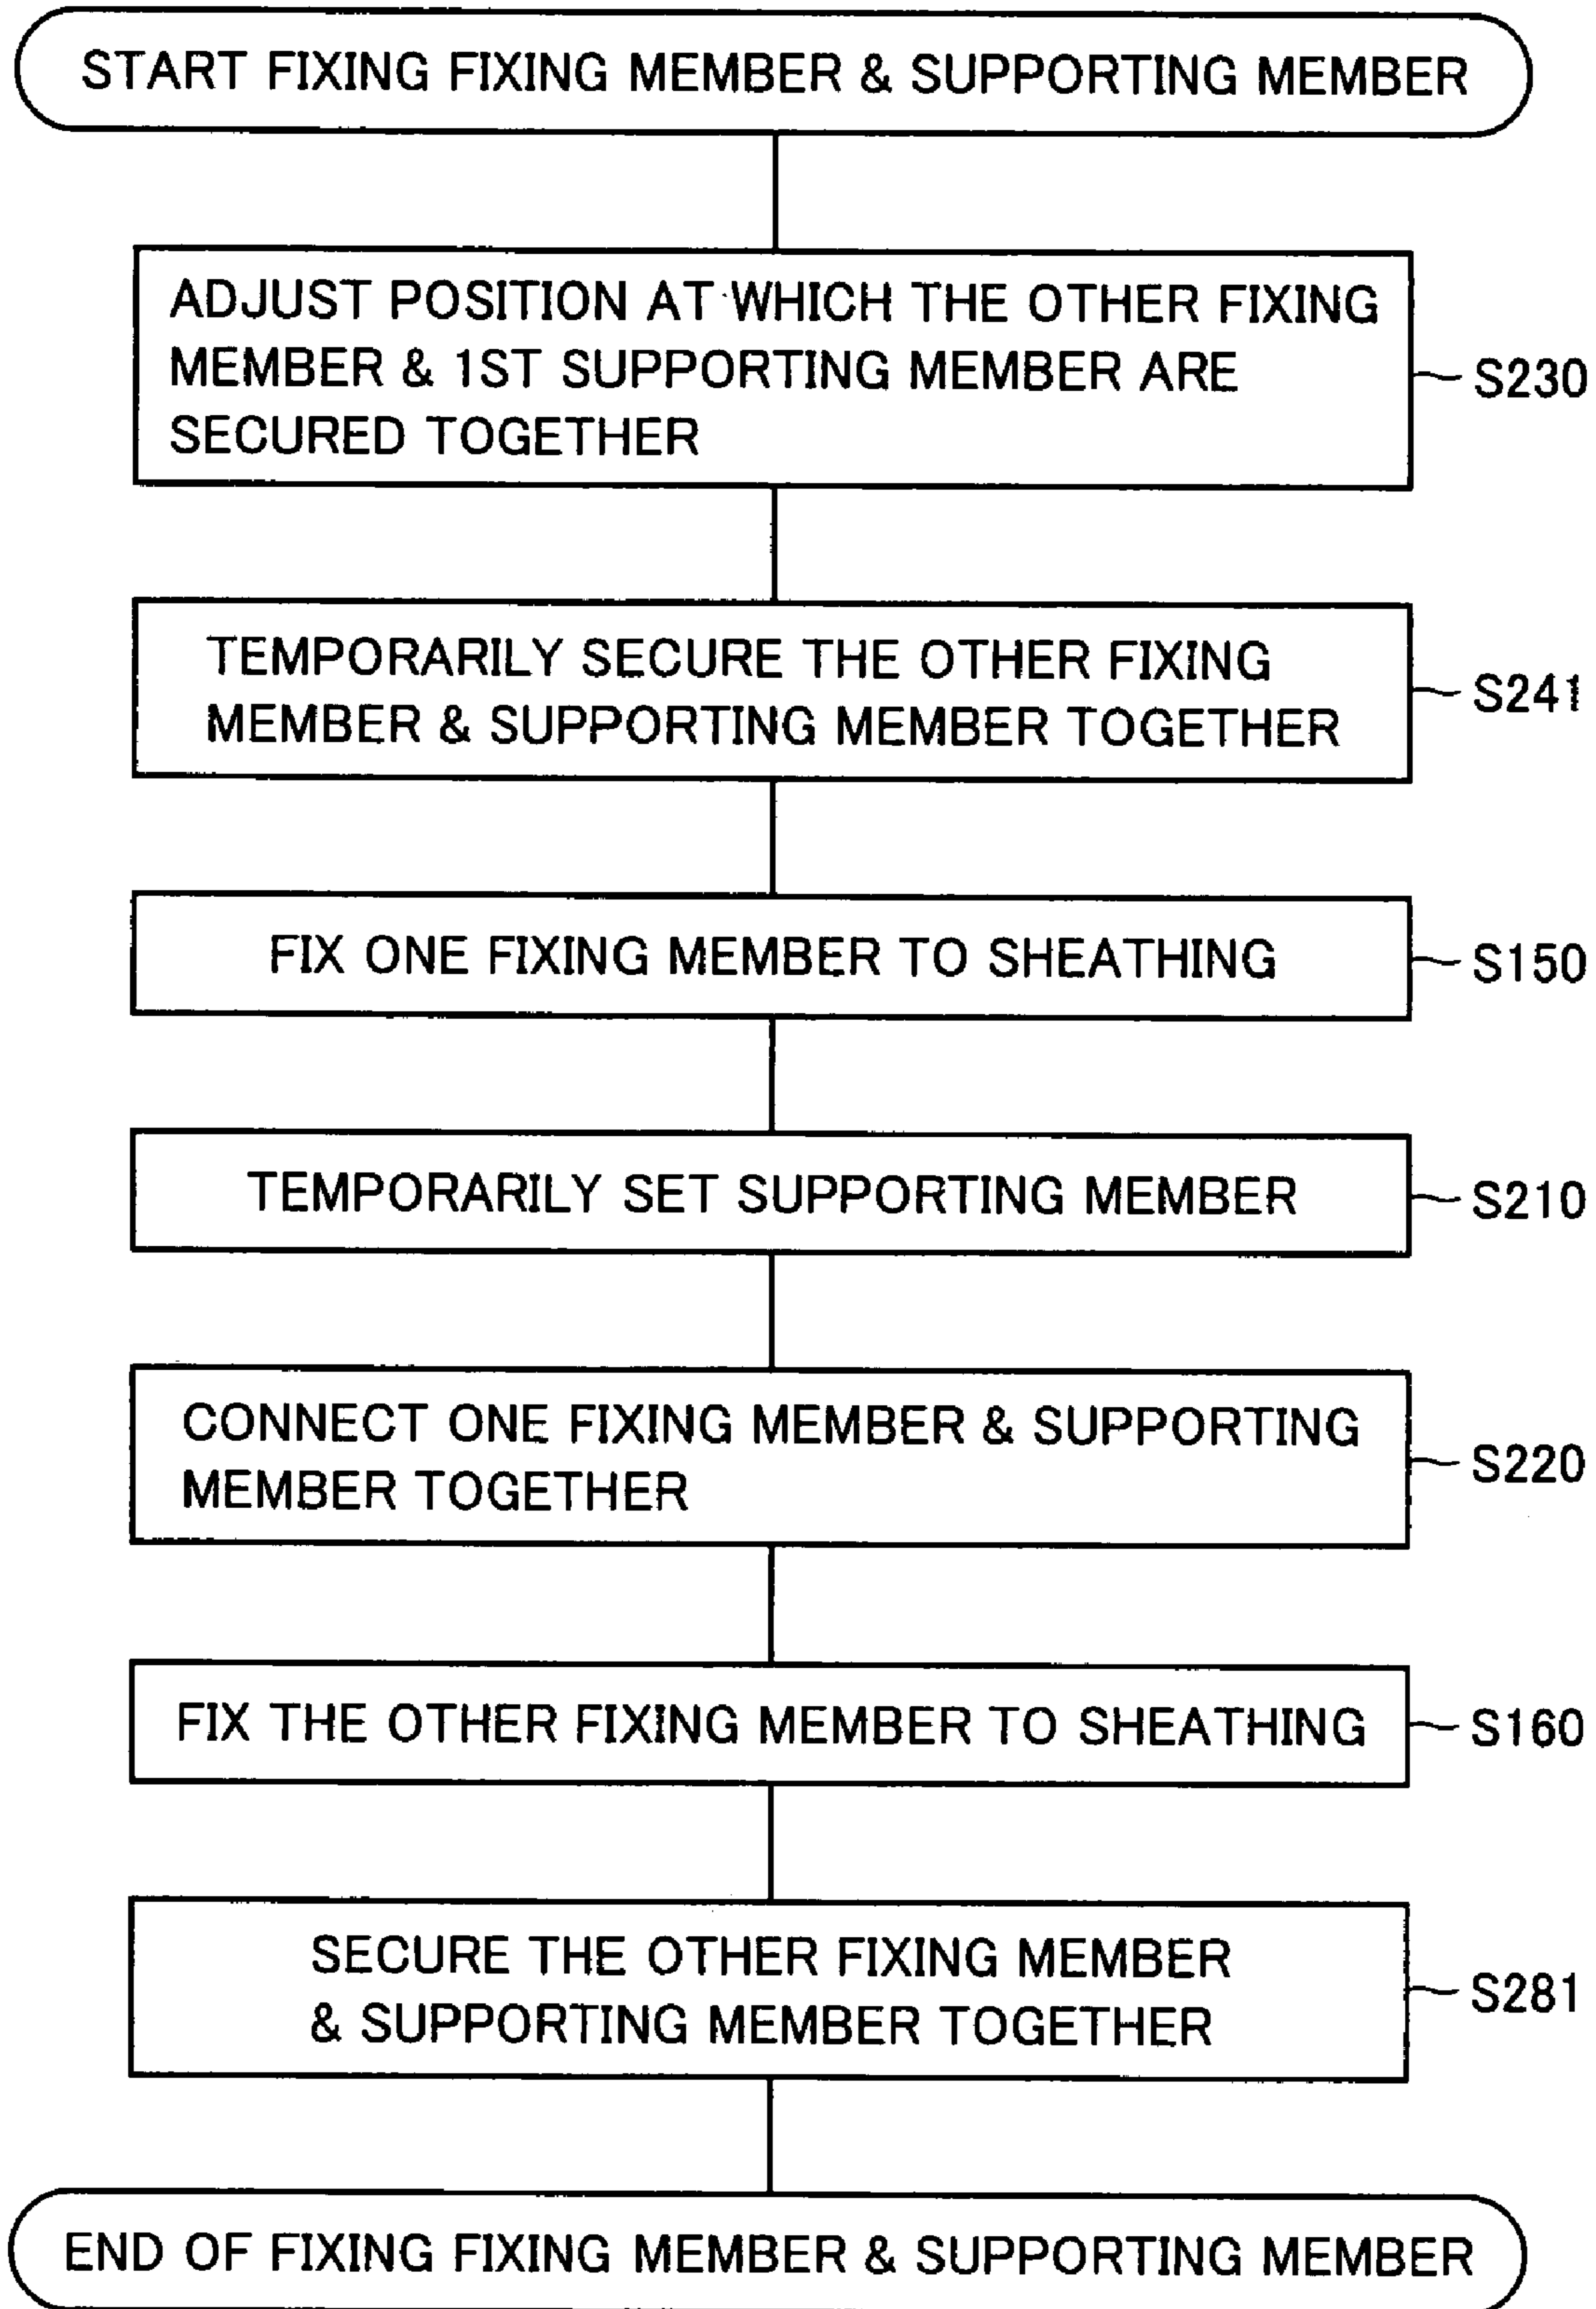 START FIXING FIXING MEMBER & SUPPORTING MEMBER
ADJUST POSITION AT WHICH THE OTHER FIXING
MEMBER & 1ST SUPPORTING MEMBER ARE
SECURED TOGETHER
S230
TEMPORARILY SECURE THE OTHER FIXING
MEMBER & SUPPORTING MEMBER TOGETHER
S241
FIX ONE FIXING MEMBER TO SHEATHING
S150
TEMPORARILY SET SUPPORTING MEMBER
S210
CONNECT ONE FIXING MEMBER & SUPPORTING
MEMBER TOGETHER
S220
FIX THE OTHER FIXING MEMBER TO SHEATHING
S160
SECURE THE OTHER FIXING MEMBER
& SUPPORTING MEMBER TOGETHER
S281
END OF FIXING FIXING MEMBER & SUPPORTING MEMBER